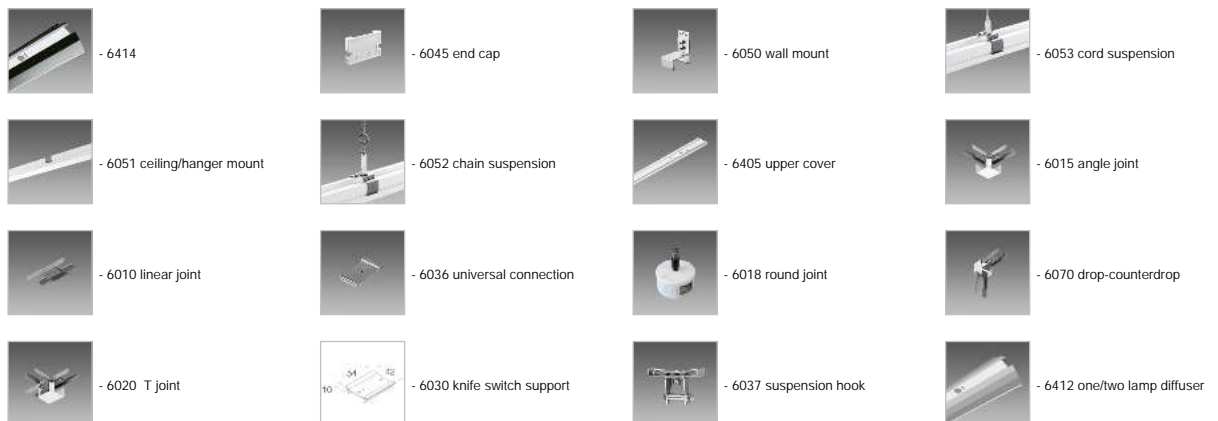 - 6414
- 6045 end cap
- 6050 wall mount
- 6053 cord suspension
- 6051 ceiling/hanger mount
- 6052 chain suspension
- 6405 upper cover
- 6015 angle joint
- 6010 linear joint
- 6036 universal connection
- 6018 round joint
- 6070 drop-counterdrop
- 6020 T joint
10
- 6030 knife switch support
- 6037 suspension hook
- 6412 one/two lamp diffuser